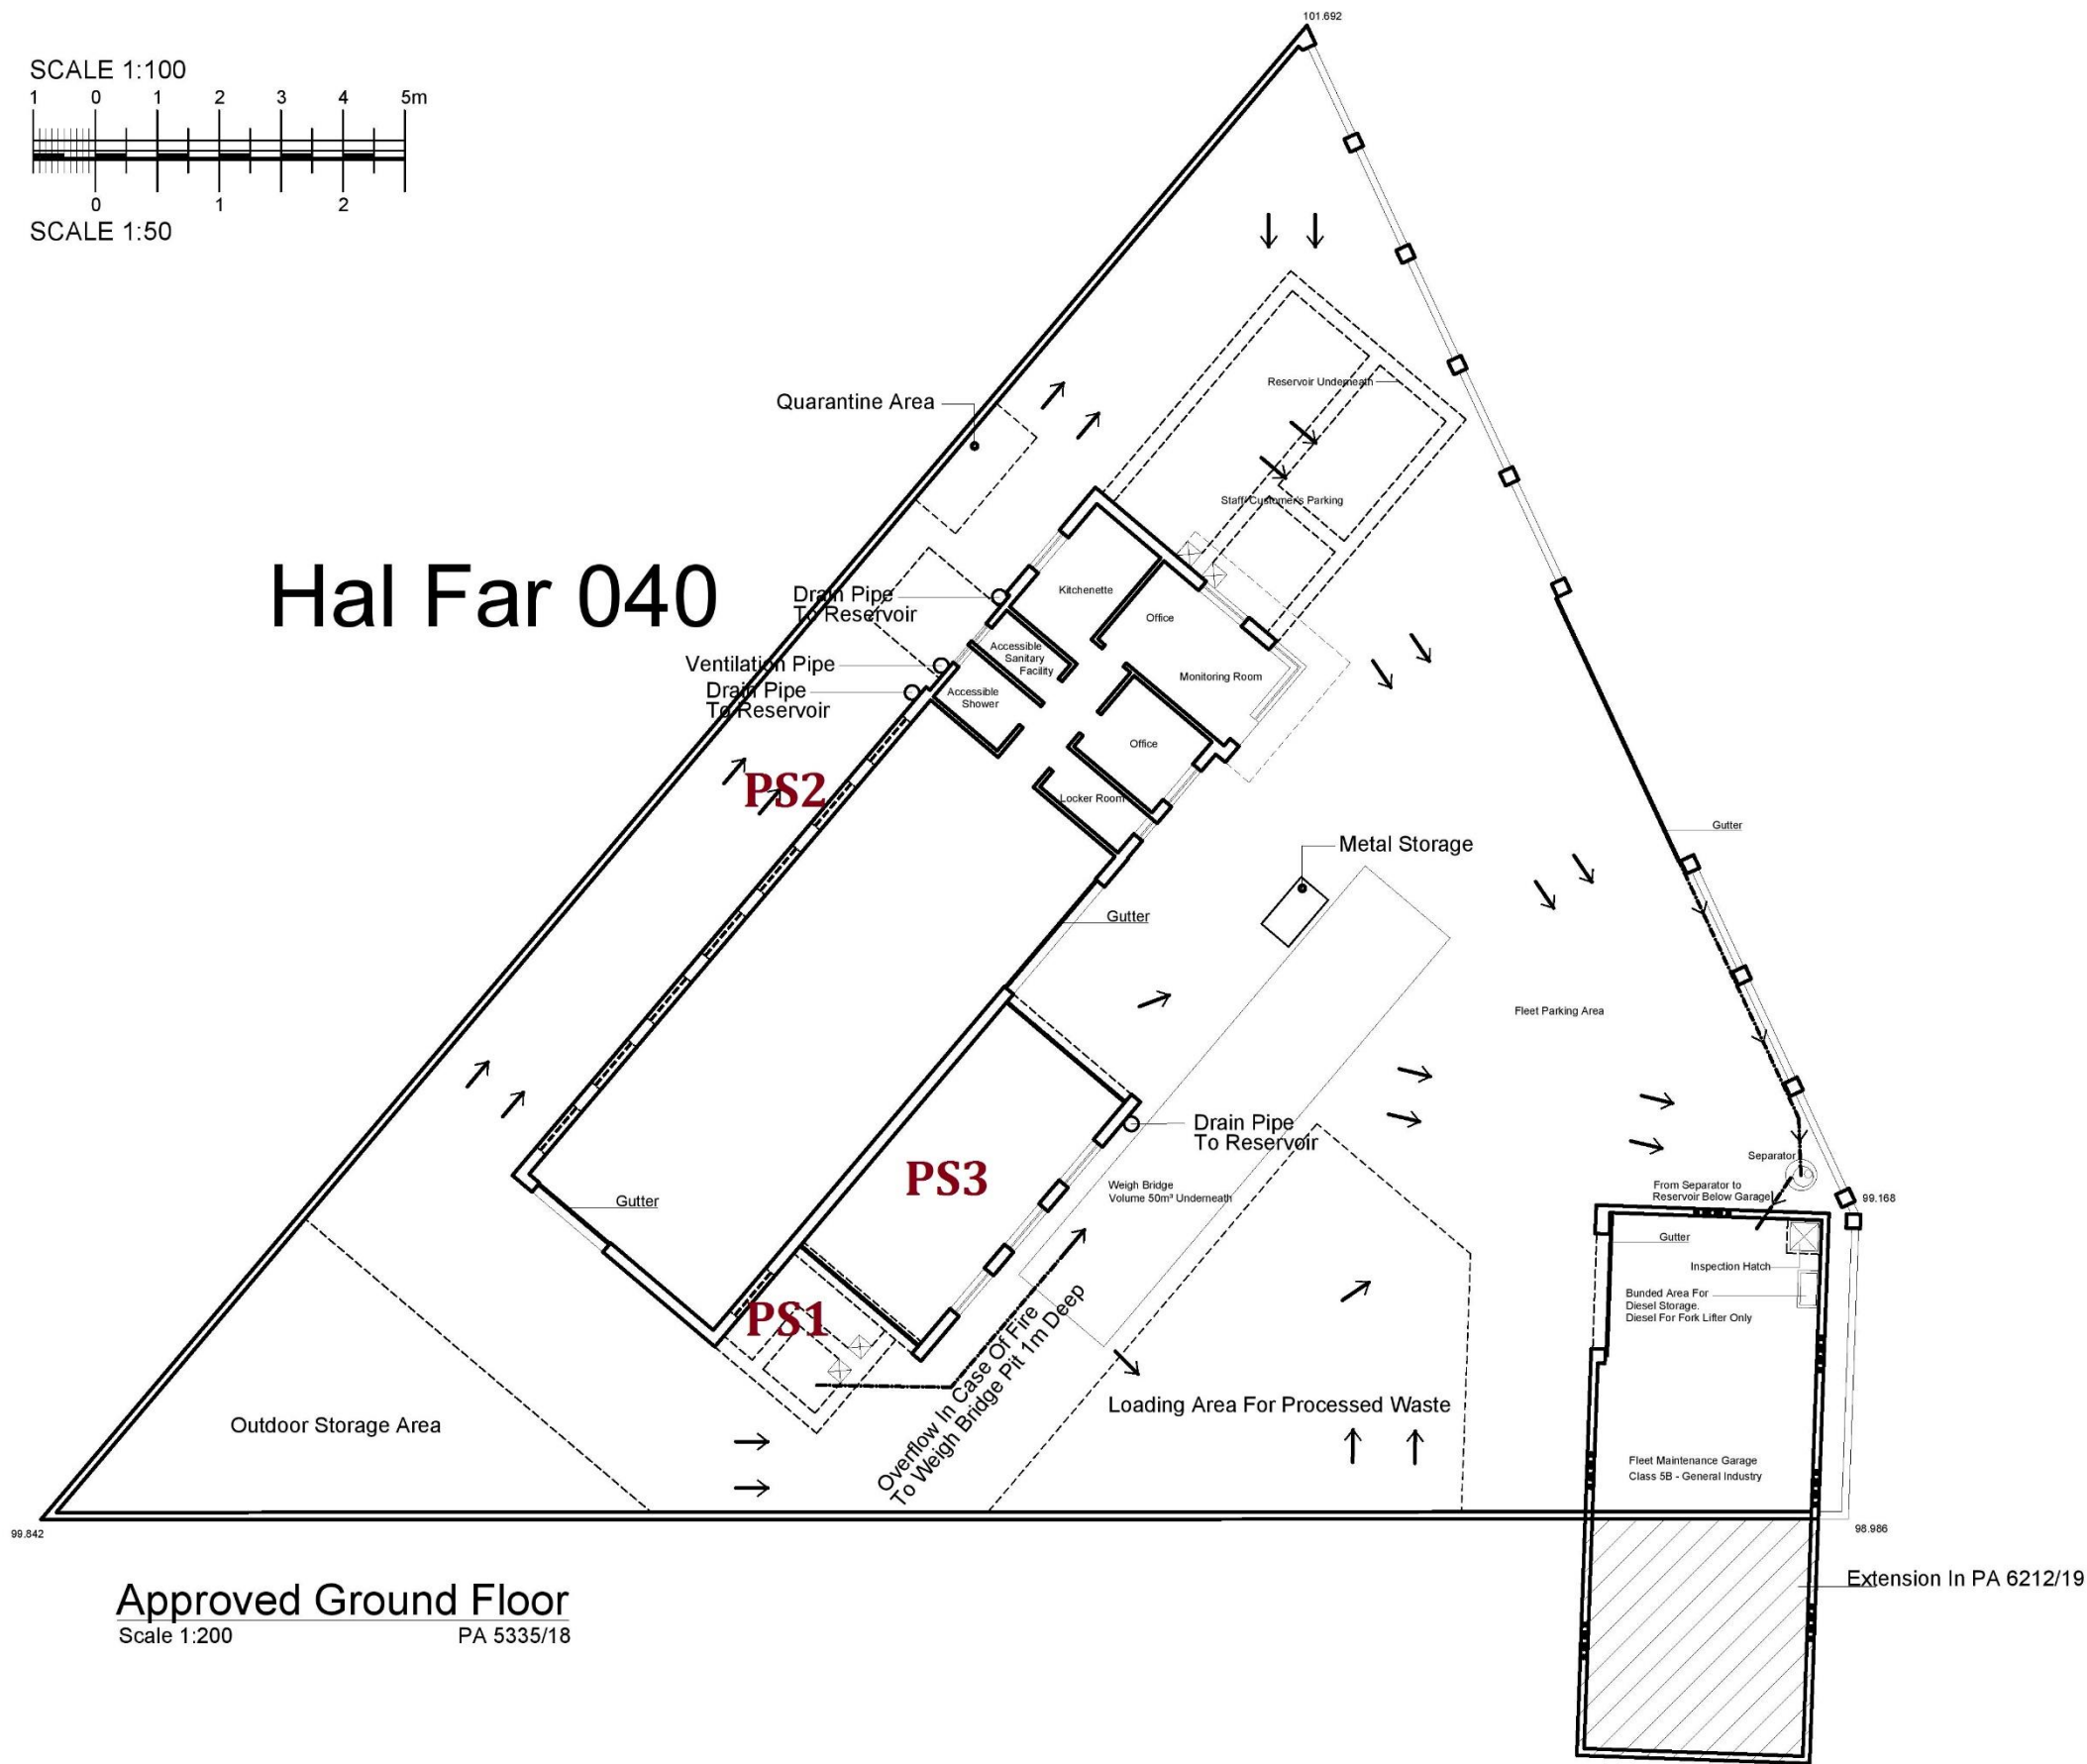 101.692
SCALE 1:100
1 0 1 2 3 4 5m
0 1 2
SCALE 1:50
Quarantine Area
Reservoir Underneath
Staff/Customer's Parking
Hal Far 040
Drain Pipe
To Reservoir
Kitchenette
Office
Accessible
Sanitary
Facility
Ventilation Pipe
Monitoring Room
Drain Pipe
To Reservoir
Accessible
Shower
Office
PS2
Locker Room
Gutter
Metal Storage
Gutter
Fleet Parking Area
Drain Pipe
To Reservoir
Separator
PS3
Weigh Bridge
Volume 50m³ Underneath
From Separator to
Reservoir Below Garage
99.168
Gutter
Gutter
Inspection Hatch
Bunded Area For
Diesel Storage.
Diesel For Fork Lifter Only
PS1
Overflow In Case Of Fire
To Weigh Bridge Pit 1m Deep
Loading Area For Processed Waste
Outdoor Storage Area
Fleet Maintenance Garage
Class 5B - General Industry
99.842
98.986
Extension In PA 6212/19
Approved Ground Floor
Scale 1:200 PA 5335/18